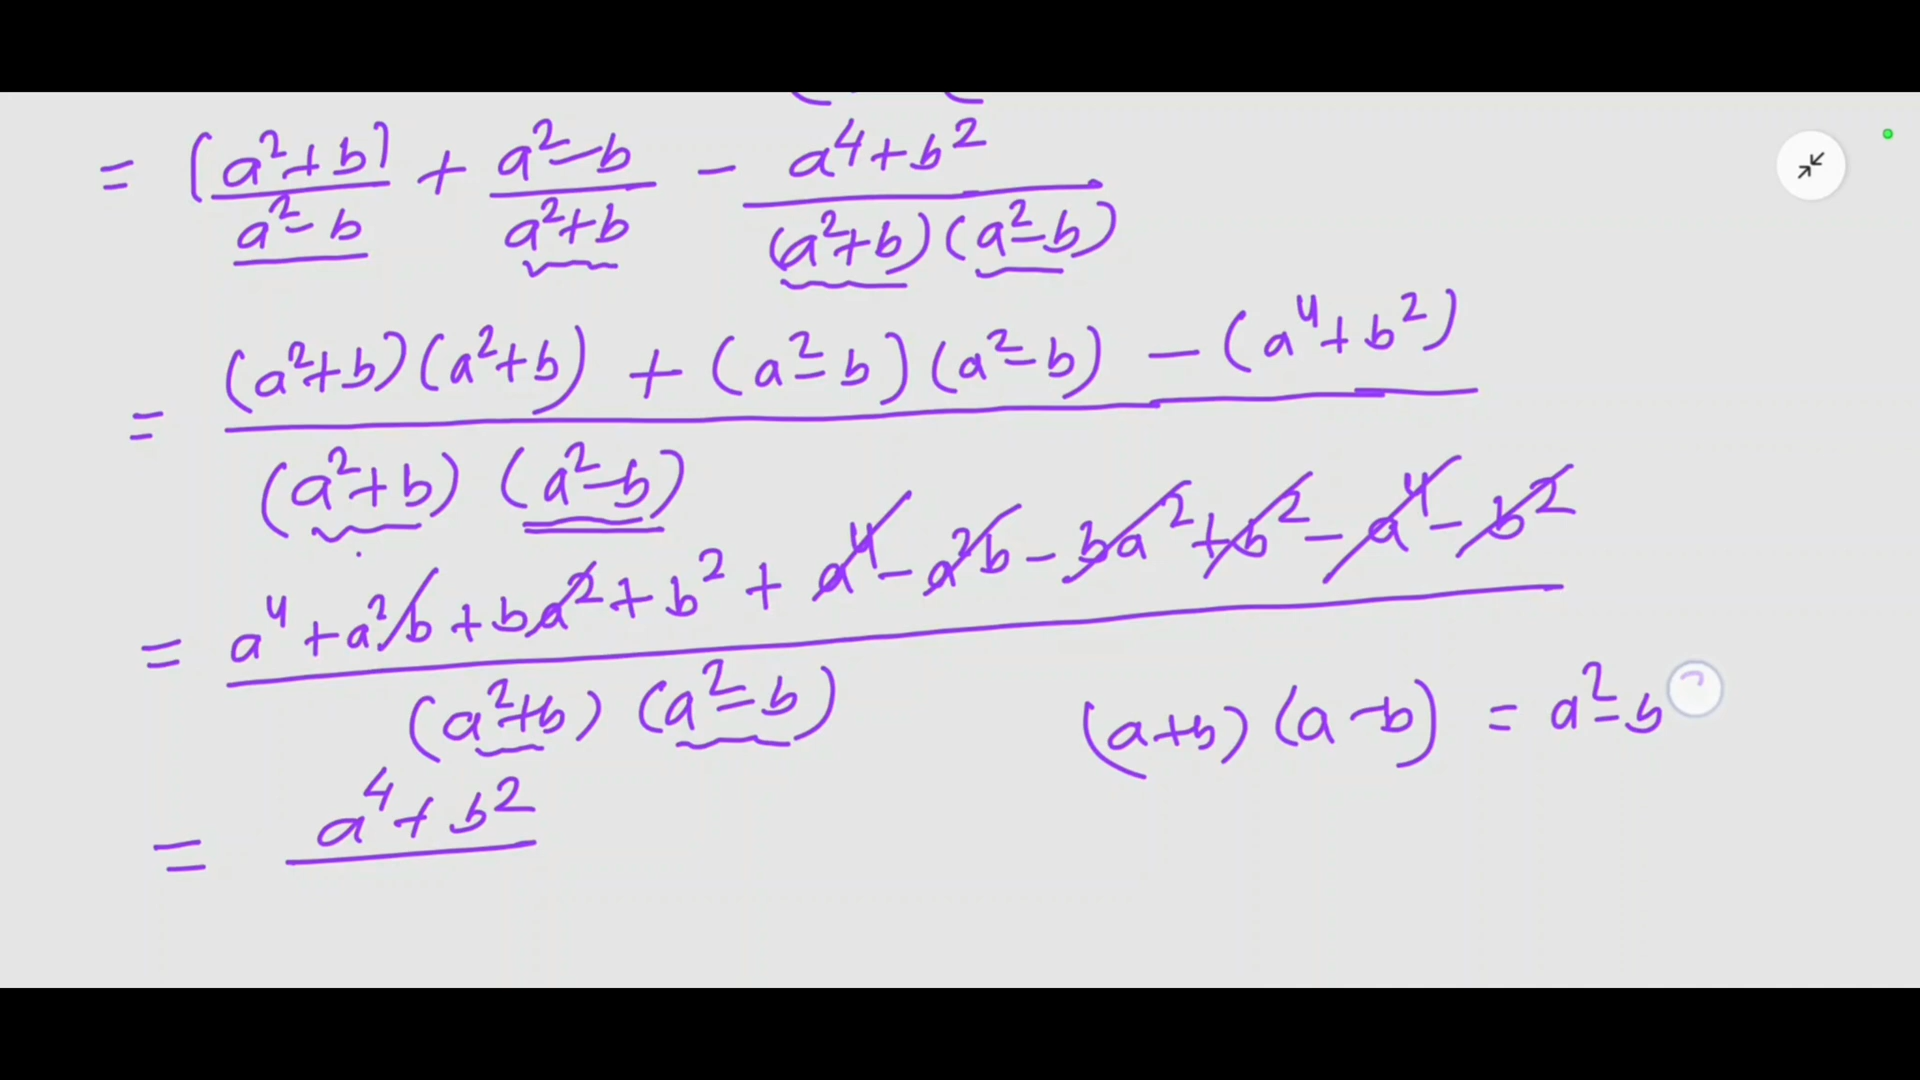 = (a²+b)/(a²-b) + (a²-b)/(a²+b) - (a⁴+b²)/((a²+b)(a²-b))
= ((a²+b)(a²+b) + (a²-b)(a²-b) - (a⁴+b²))/((a²+b)(a²-b))
= (a⁴+a²b+ba²+b²+a⁴-a²b-ba²+b²-a⁴-b²)/((a²+b)(a²-b))
(a+b)(a-b) = a²-b
= a⁴+b²